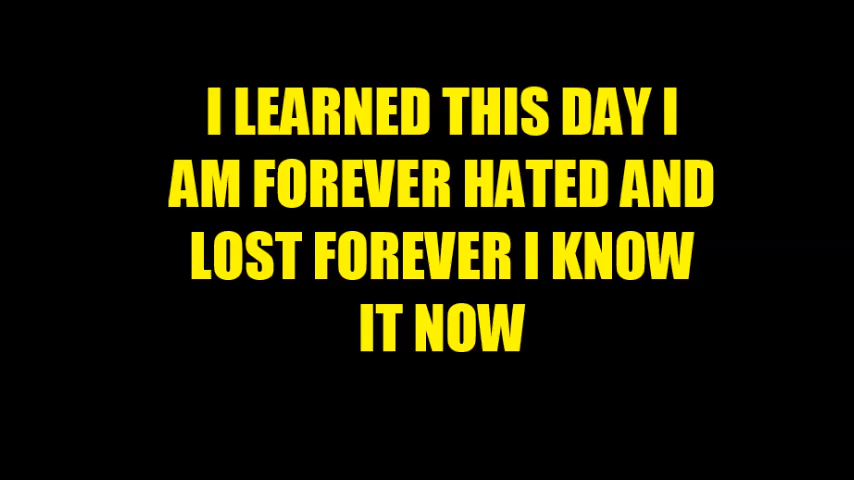 I LEARNED THIS DAY I
AM FOREVER HATED AND
LOST FOREVER I KNOW
IT NOW